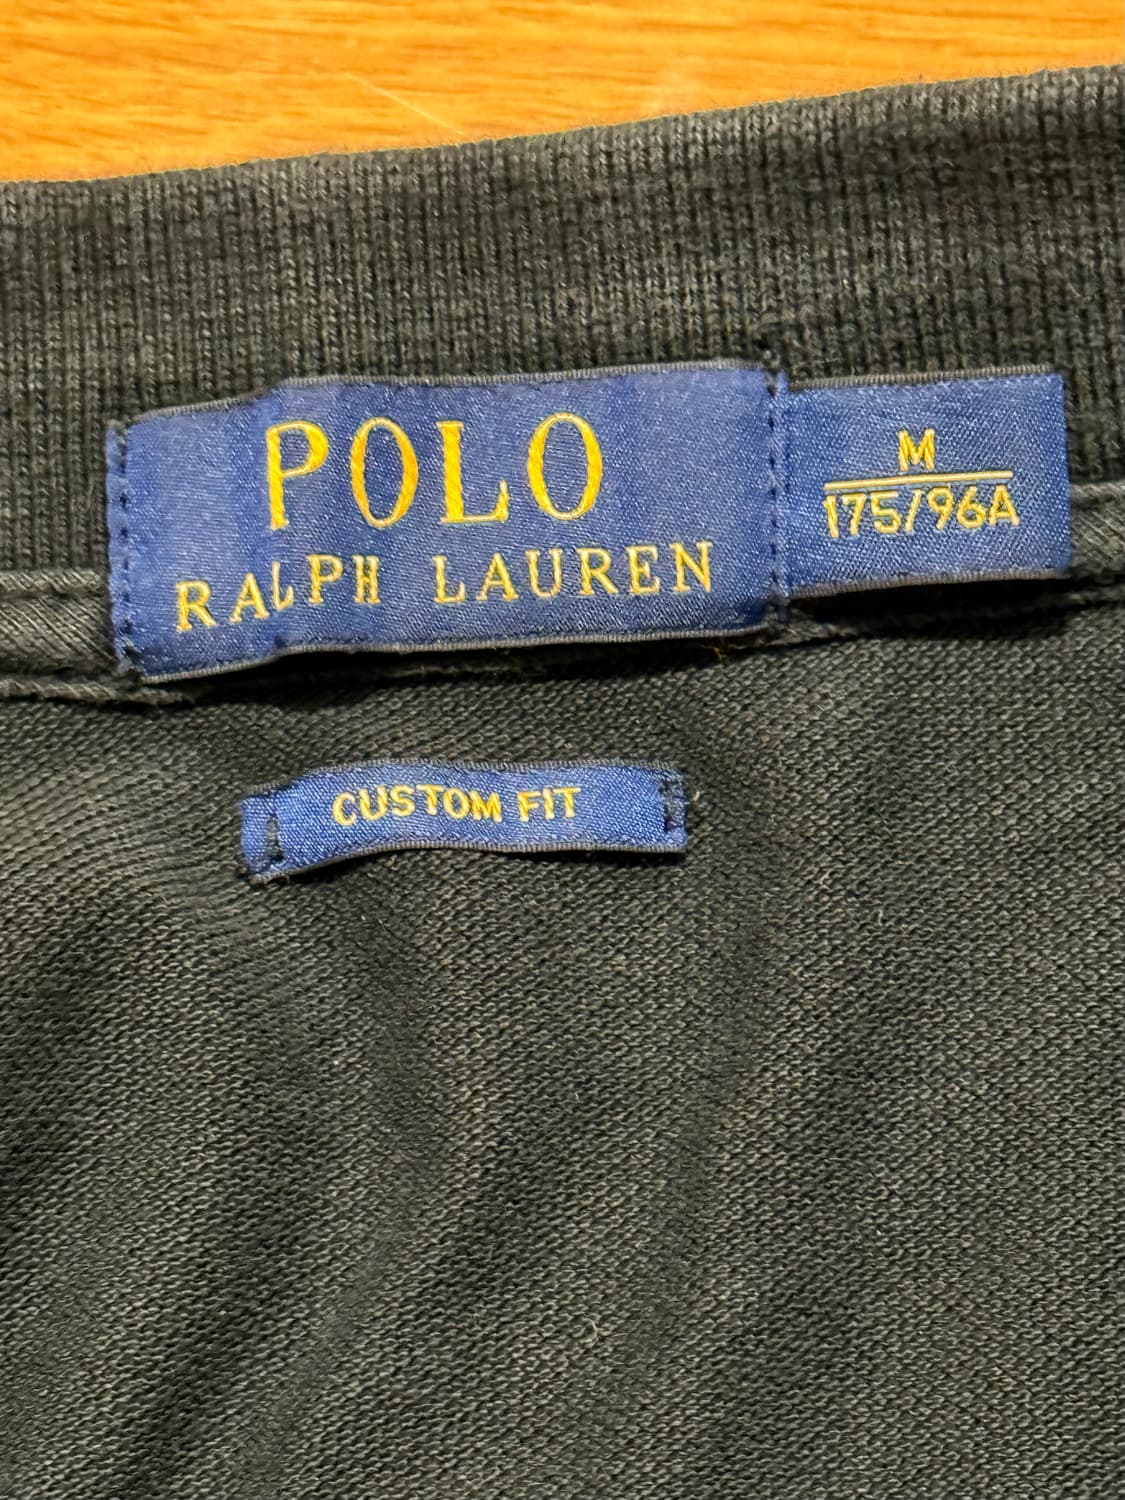 POLO
RALPH LAUREN
M
175/96A
CUSTOM FIT